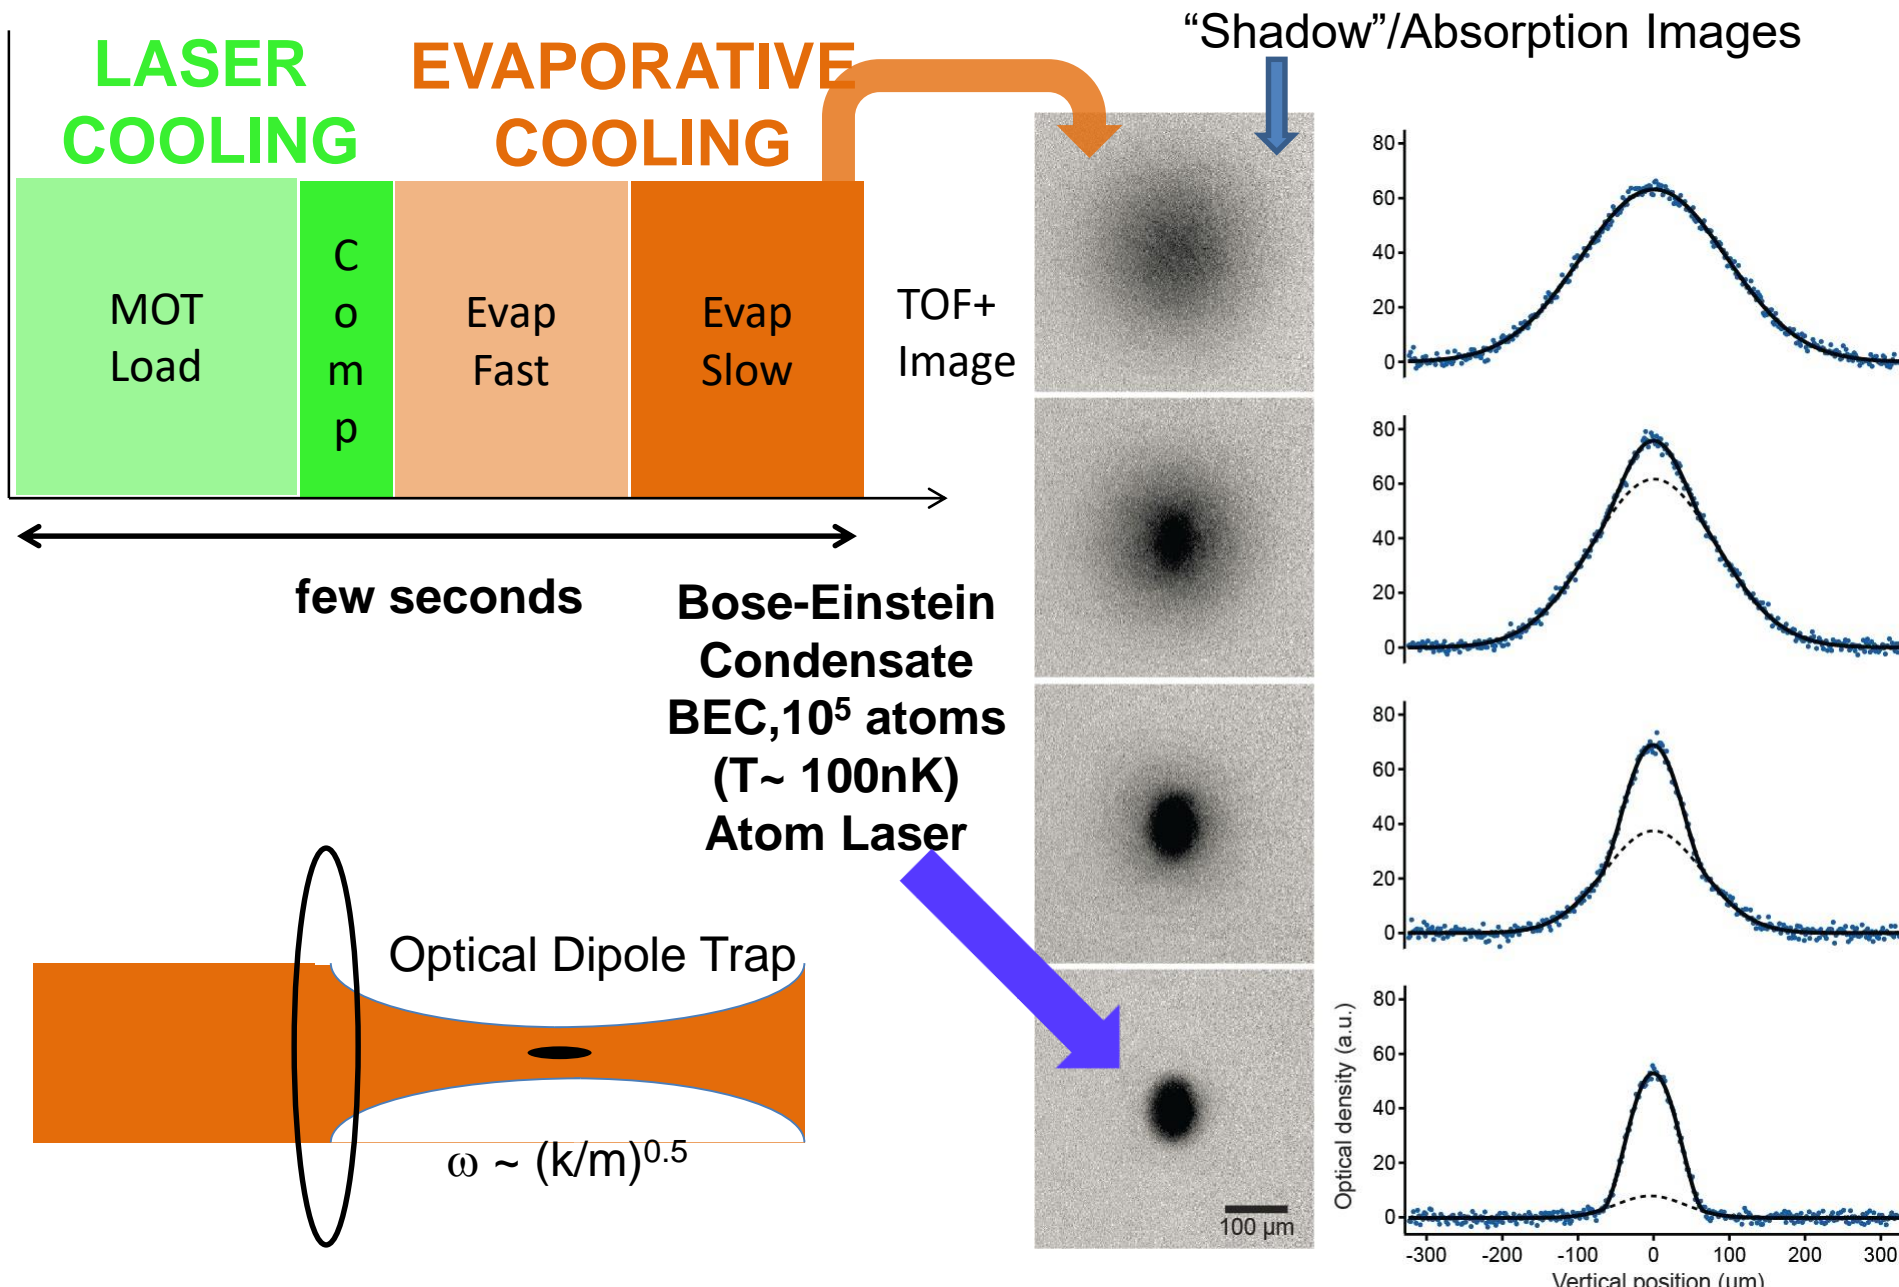 “Shadow”/Absorption Images
LASER
COOLING
EVAPORATIVE
COOLING
MOT
Load
C
o
m
p
Evap
Fast
Evap
Slow
TOF+
Image
few seconds
Bose-Einstein
Condensate
BEC,10⁵ atoms
(T~ 100nK)
Atom Laser
Optical Dipole Trap
ω ~ (k/m)⁰·⁵
100 µm
80
60
40
20
0
80
60
40
20
0
80
60
40
20
0
Optical density (a.u.)
80
60
40
20
0
-300 -200 -100 0 100 200 300
Vertical position (um)